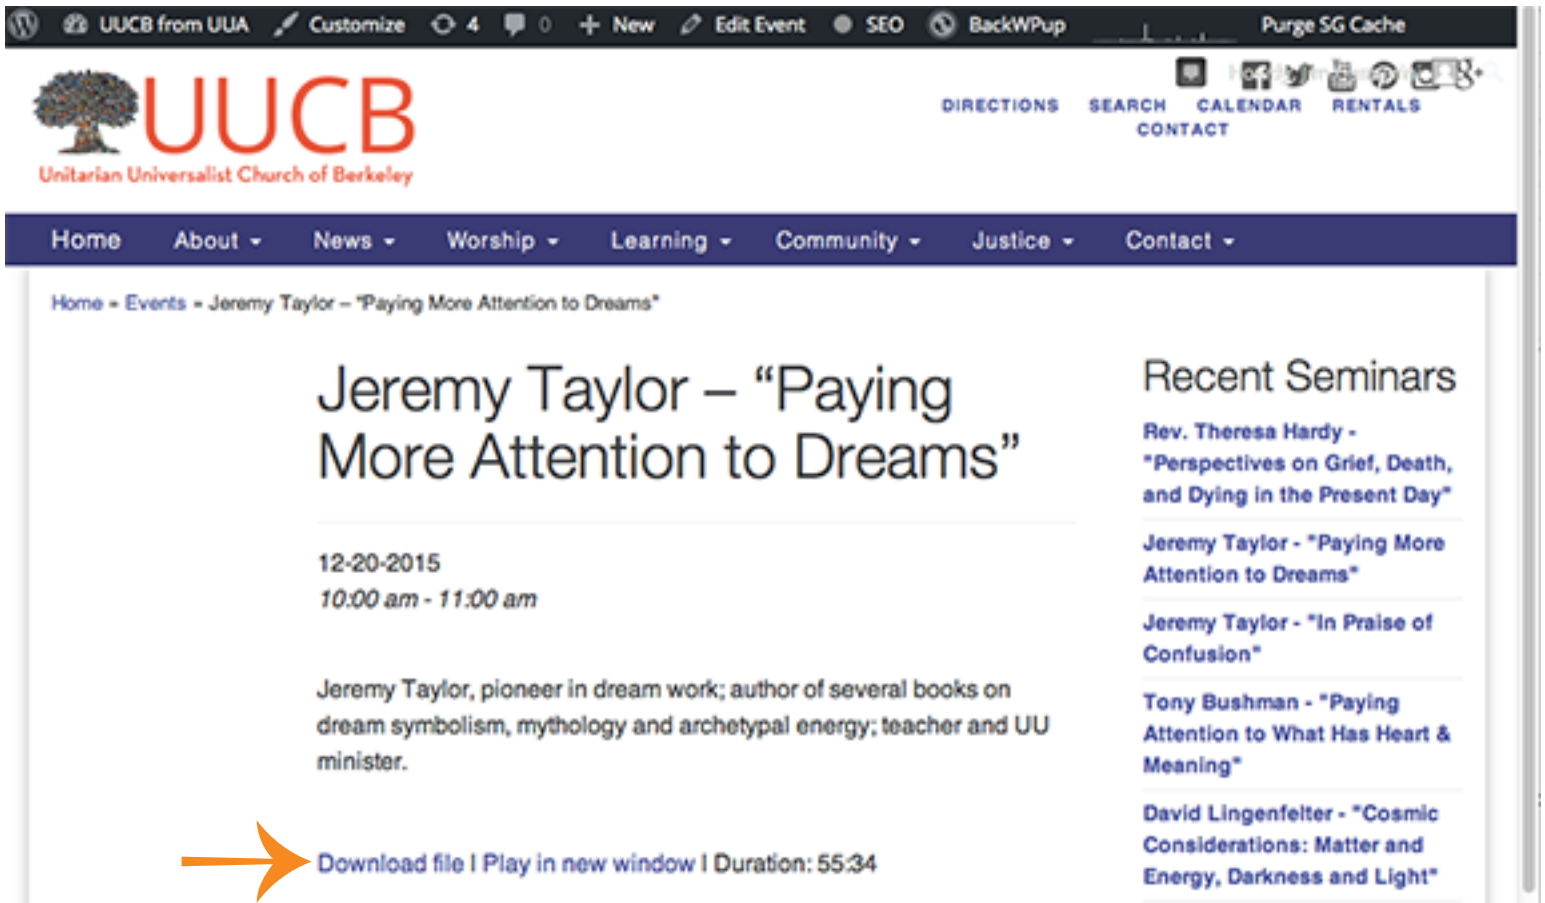 UUCB from UUA Customize 4 0 + New Edit Event SEO BackWPup Purge SG Cache
UUCB
Unitarian Universalist Church of Berkeley
DIRECTIONS SEARCH CALENDAR RENTALS
CONTACT
Home About News Worship Learning Community Justice Contact
Home » Events » Jeremy Taylor – "Paying More Attention to Dreams"
Jeremy Taylor – “Paying
More Attention to Dreams”
12-20-2015
10:00 am - 11:00 am
Jeremy Taylor, pioneer in dream work; author of several books on
dream symbolism, mythology and archetypal energy; teacher and UU
minister.
Download file | Play in new window | Duration: 55:34
Recent Seminars
Rev. Theresa Hardy -
"Perspectives on Grief, Death,
and Dying in the Present Day"
Jeremy Taylor - "Paying More
Attention to Dreams"
Jeremy Taylor - "In Praise of
Confusion"
Tony Bushman - "Paying
Attention to What Has Heart &
Meaning"
David Lingenfelter - "Cosmic
Considerations: Matter and
Energy, Darkness and Light"